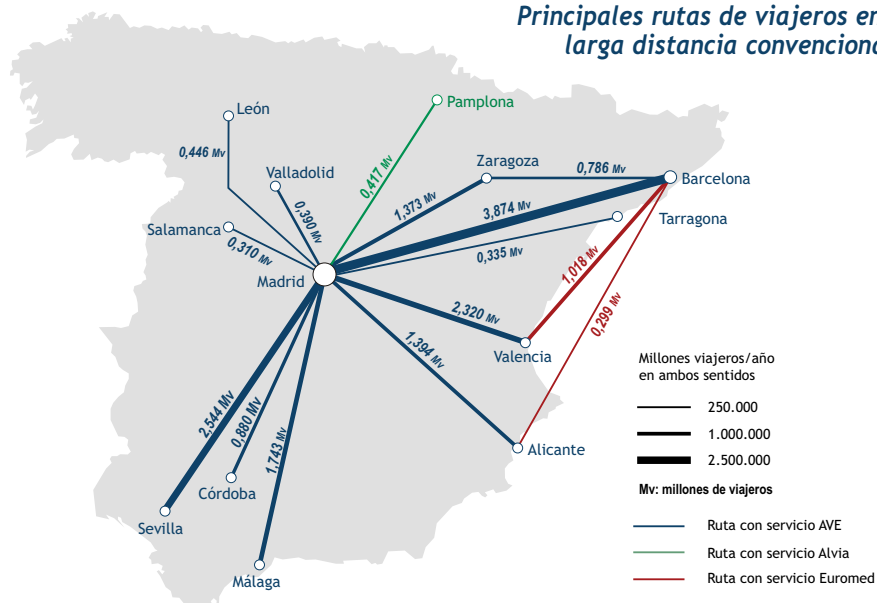 Principales rutas de viajeros en
larga distancia convenciona
León
Pamplona
0,446 Mv
Valladolid
0,417 Mv
Zaragoza
0,786 Mv
Barcelona
0,390 Mv
1,373 Mv
3,874 Mv
Salamanca
0,310 Mv
Tarragona
0,335 Mv
Madrid
1,018 Mv
2,320 Mv
0,299 Mv
1,394 Mv
Valencia
2,544 Mv
0,880 Mv
1,743 Mv
Alicante
Córdoba
Sevilla
Málaga
Millones viajeros/año
en ambos sentidos
250.000
1.000.000
2.500.000
Mv: millones de viajeros
Ruta con servicio AVE
Ruta con servicio Alvia
Ruta con servicio Euromed